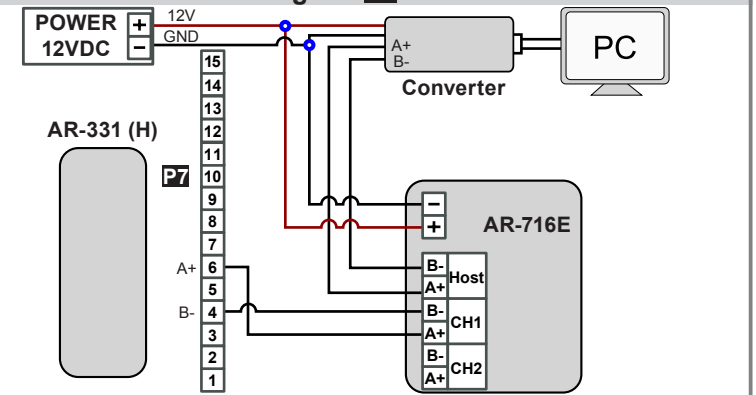 POWER + 12V
12VDC - GND
A+
B-
Converter
PC
AR-331 (H)
P7
15
14
13
12
11
10
9
8
7
A+ 6
5
B- 4
3
2
1
AR-716E
-
+
B-
A+
Host
B-
A+
CH1
B-
A+
CH2